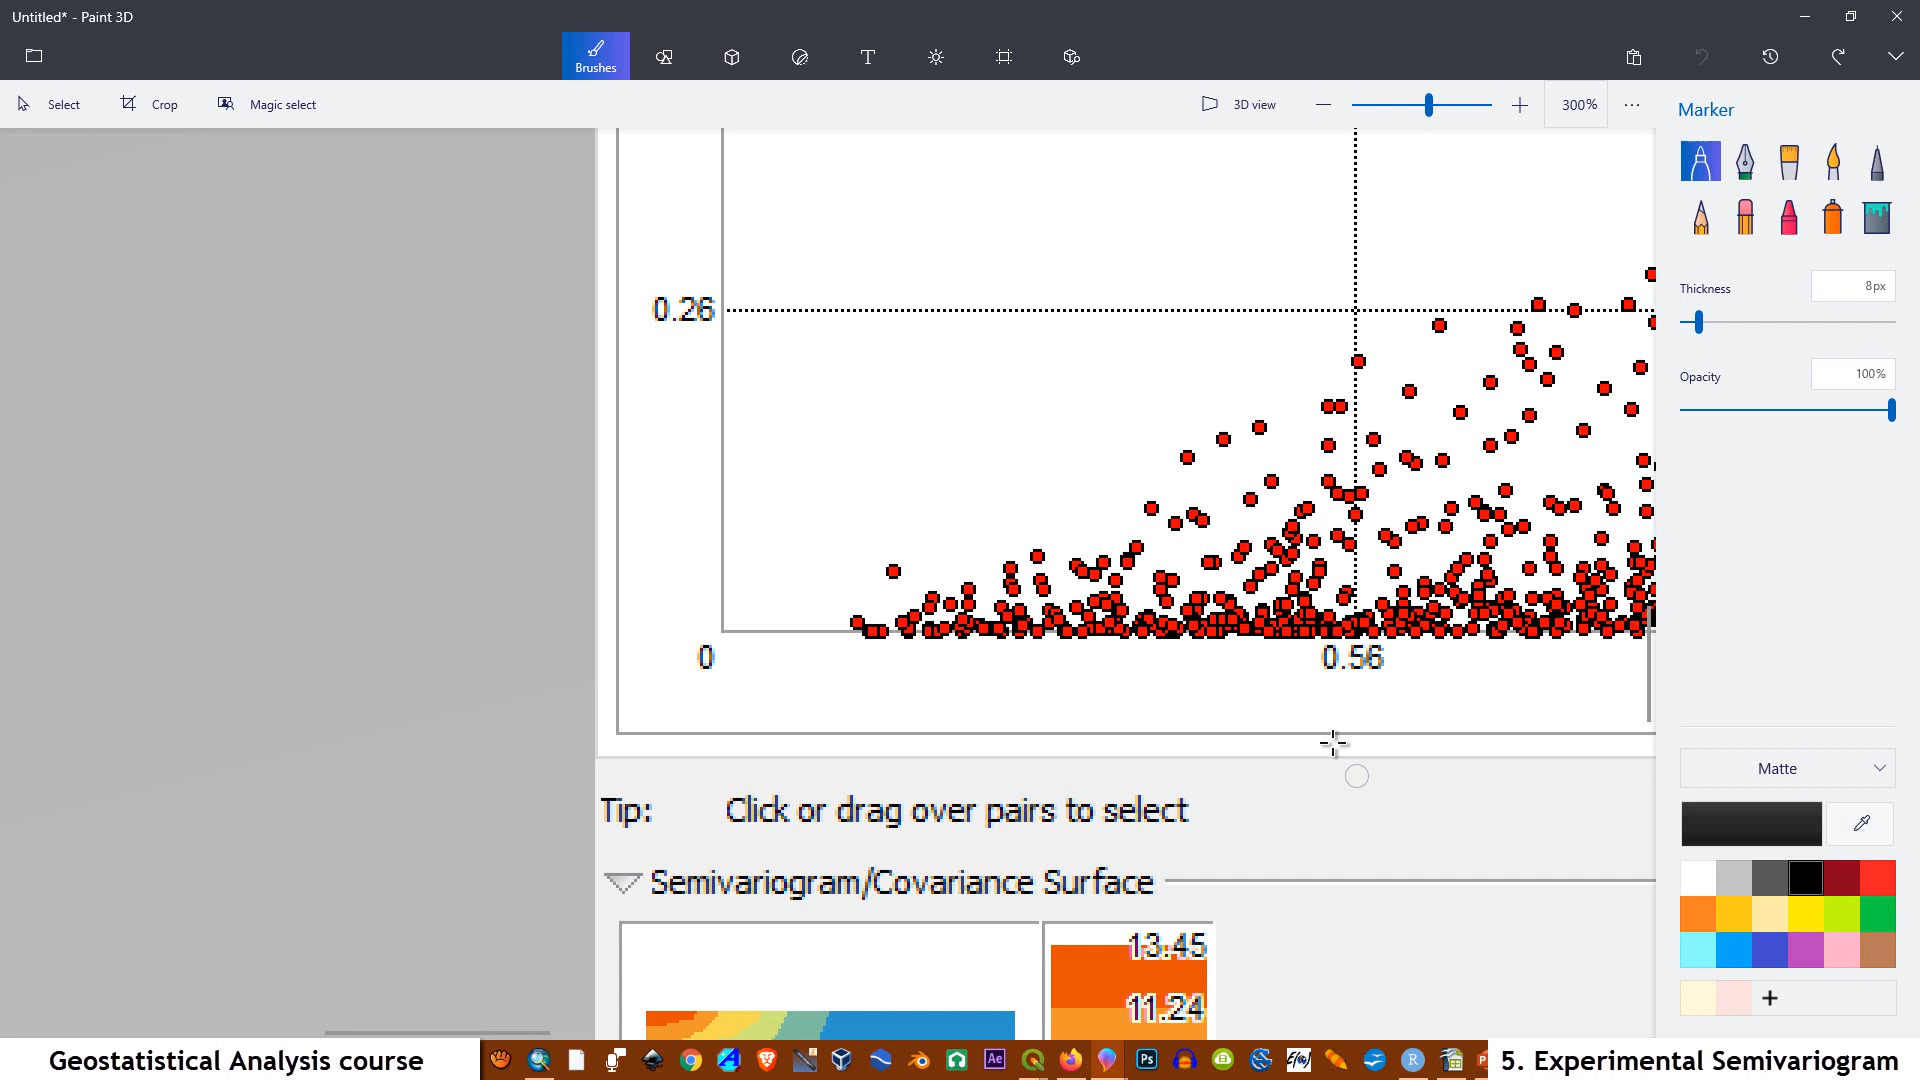 Untitled* - Paint 3D
Brushes
Select
Crop
Magic select
3D view
300%
Marker
Thickness
8px
Opacity
100%
0.26
0
0.56
Tip:
Click or drag over pairs to select
Semivariogram/Covariance Surface
13.45
11.24
Matte
Geostatistical Analysis course
Ae
Ps
R
5. Experimental Semivariogram